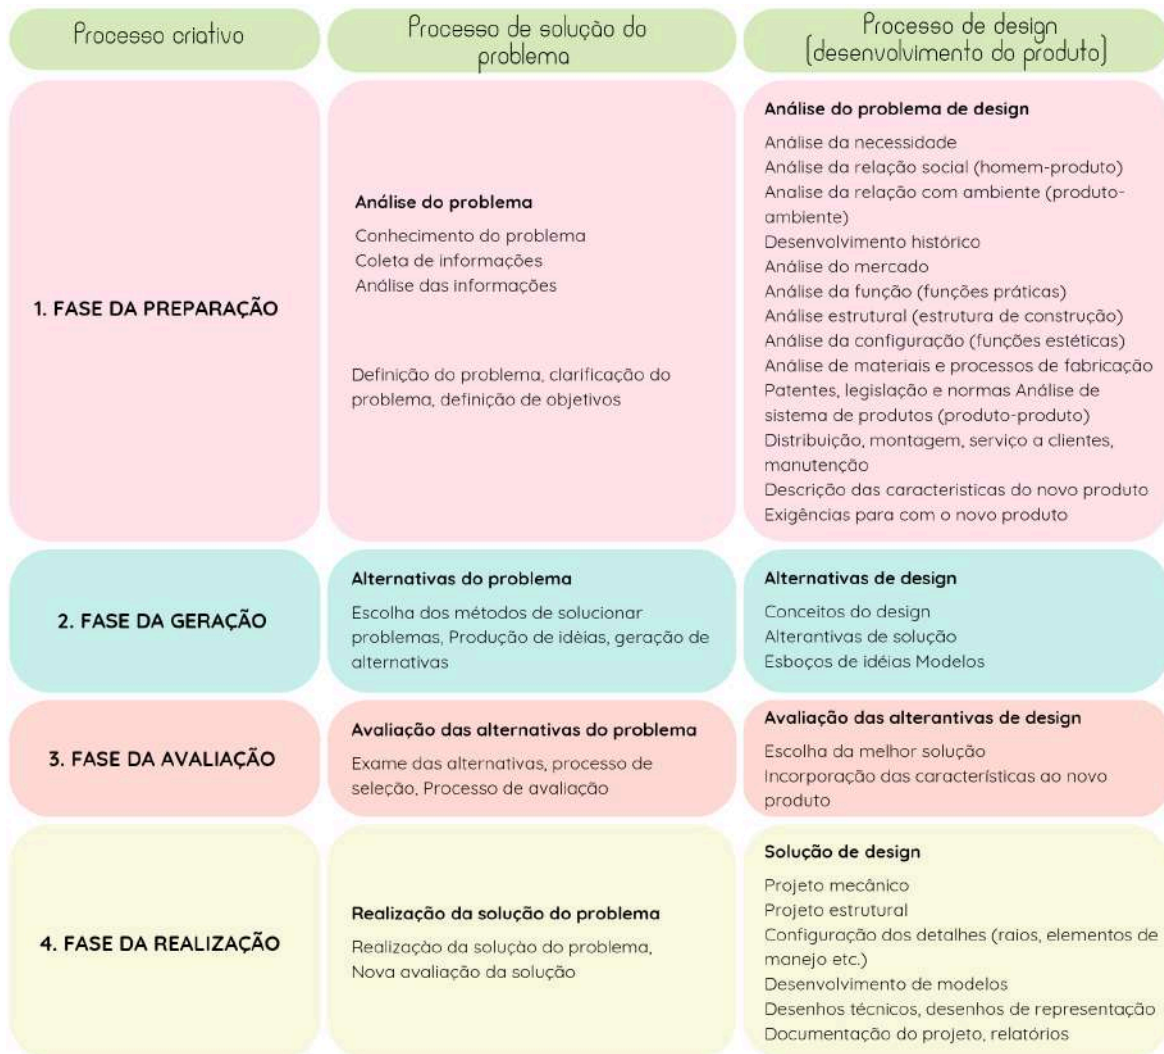 Processo criativo
Processo de solução do
problema
Processo de design
(desenvolvimento do produto)
1. FASE DA PREPARAÇÃO
Análise do problema
Conhecimento do problema
Coleta de informações
Análise das informações
Definição do problema, clarificação do
problema, definição de objetivos
Análise do problema de design
Análise da necessidade
Análise da relação social (homem-produto)
Analise da relação com ambiente (produto-
ambiente)
Desenvolvimento histórico
Análise do mercado
Análise da função (funções práticas)
Análise estrutural (estrutura de construção)
Análise da configuração (funções estéticas)
Análise de materiais e processos de fabricação
Patentes, legislação e normas Análise de
sistema de produtos (produto-produto)
Distribuição, montagem, serviço a clientes,
manutenção
Descrição das caracteristicas do novo produto
Exigências para com o novo produto
2. FASE DA GERAÇÃO
Alternativas do problema
Escolha dos métodos de solucionar
problemas, Produção de idèias, geração de
alternativas
Alternativas de design
Conceitos do design
Alterantivas de solução
Esboços de idéias Modelos
3. FASE DA AVALIAÇÃO
Avaliação das alternativas do problema
Exame das alternativas, processo de
seleção, Processo de avaliação
Avaliação das alterantivas de design
Escolha da melhor solução
Incorporação das características ao novo
produto
4. FASE DA REALIZAÇÃO
Realização da solução do problema
Realizaçào da soluçào do problema,
Nova avaliação da solução
Solução de design
Projeto mecânico
Projeto estrutural
Configuração dos detalhes (raios, elementos de
manejo etc.)
Desenvolvimento de modelos
Desenhos técnicos, desenhos de representação
Documentação do projeto, relatórios